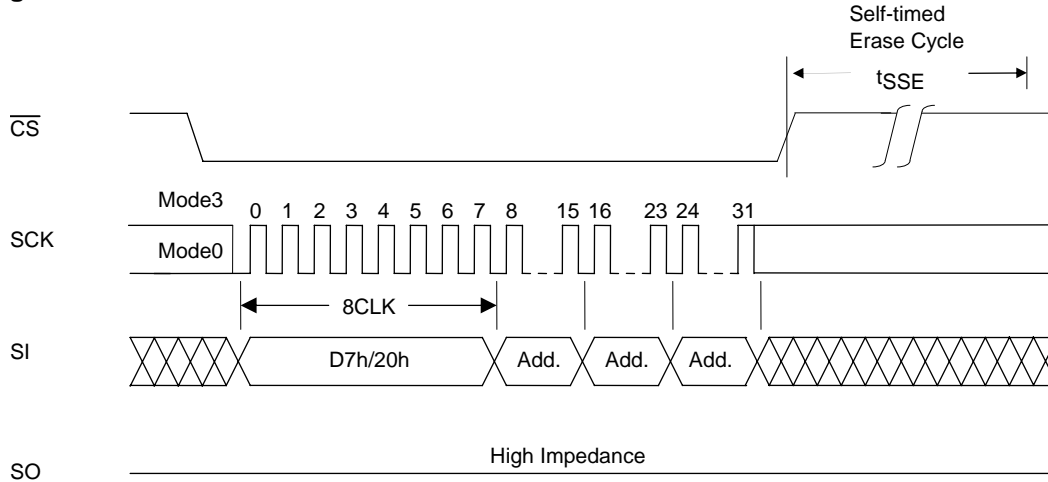 Self-timed
Erase Cycle
tSSE
CS
Mode3
0 1 2 3 4 5 6 7 8 15 16 23 24 31
SCK
Mode0
8CLK
SI
D7h/20h Add. Add. Add.
High Impedance
SO